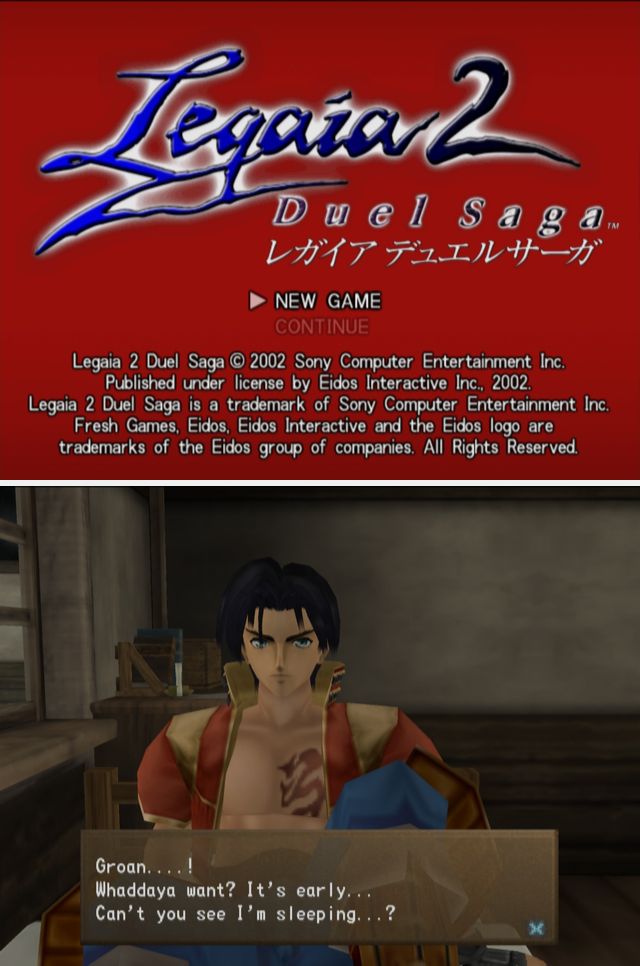 Legaia 2
Duel Saga™
レガイア デュエルサーガ
NEW GAME
CONTINUE
Legaia 2 Duel Saga © 2002 Sony Computer Entertainment Inc.
Published under license by Eidos Interactive Inc., 2002.
Legaia 2 Duel Saga is a trademark of Sony Computer Entertainment Inc.
Fresh Games, Eidos, Eidos Interactive and the Eidos logo are
trademarks of the Eidos group of companies. All Rights Reserved.
Groan....!
Whaddaya want? It's early...
Can't you see I'm sleeping...?